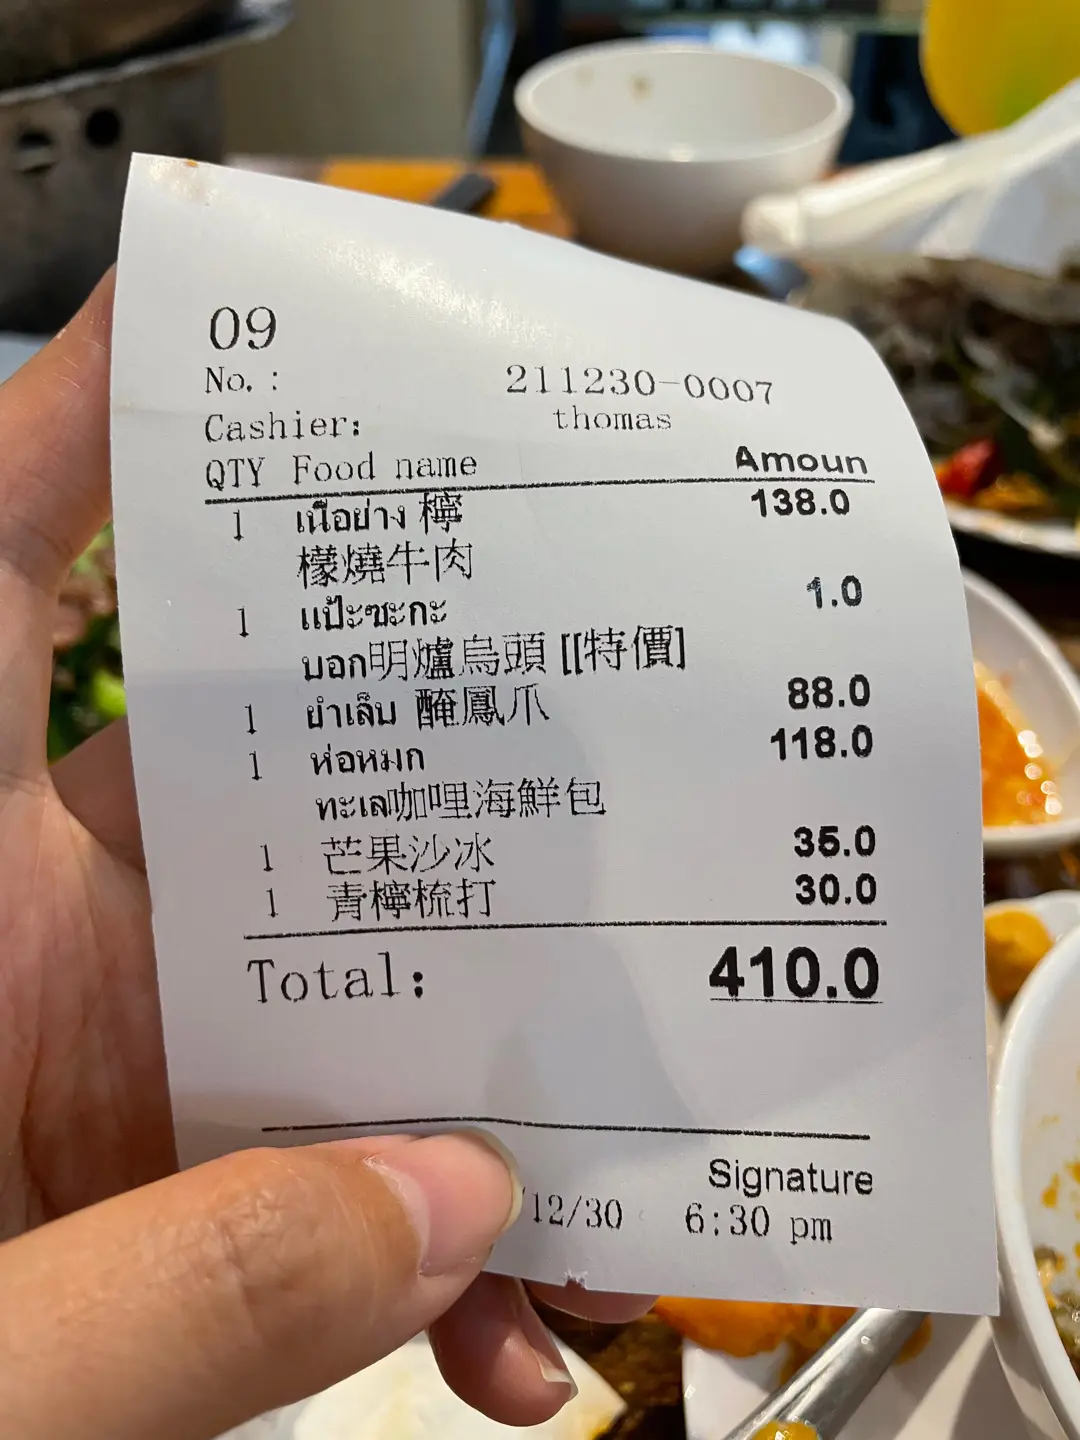 09
No. : 211230-0007
Cashier: thomas
QTY Food name Amoun
1 เนือย่าง 檸 138.0
檬燒牛肉
1 แป๊ะซะกะ 1.0
บอก明爐烏頭 [[特價]
1 ยำเล็บ 醃鳳爪 88.0
1 ห่อหมก 118.0
ทะเล咖哩海鮮包
1 芒果沙冰 35.0
1 青檸梳打 30.0
Total: 410.0
Signature
/12/30 6:30 pm